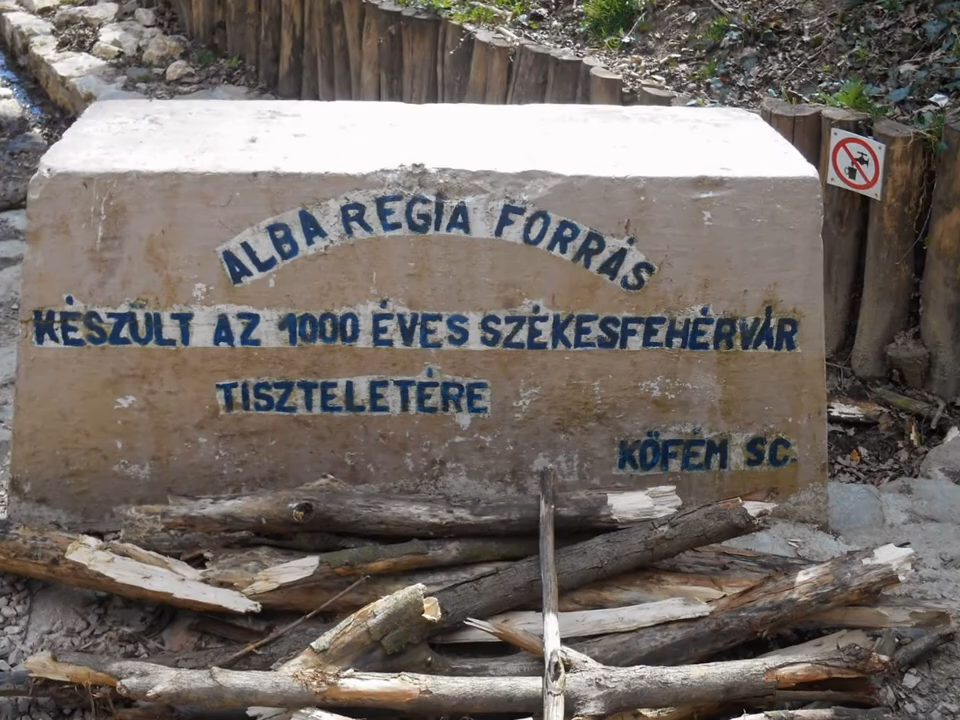 ALBA REGIA FORRÁS
KÉSZÜLT AZ 1000 ÉVES SZÉKESFEHÉRVÁR
TISZTELETÉRE
KÖFÉM SC.